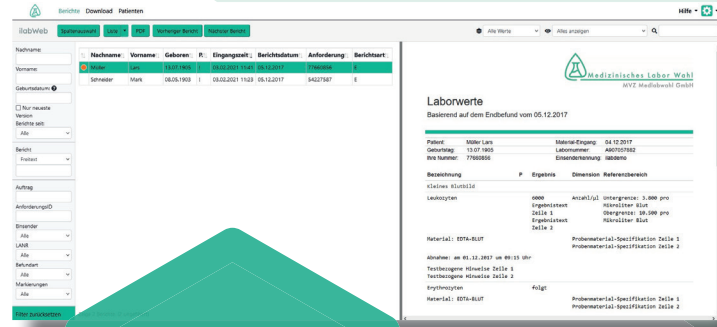 Berichte Download Patienten
Hilfe
ilabWeb
Spaltenauswahl Liste PDF Vorheriger Bericht Nächster Bericht
Alle Werte
Alles anzeigen
Nachname:
Vorname:
Geburtsdatum:
Nur neueste
Version
Berichte seit:
Alle
Bericht
Freitext
Auftrag
AnforderungsID
Einsender
Alle
LANR
Alle
Befundart
Alle
Markierungen
Alle
Filter zurücksetzen
Nachname Vorname Geboren P. Eingangszeit Berichtsdatum Anforderung Berichtsart
Müller Lars 13.07.1905 03.02.2021 11:41 05.12.2017 77660856 E
Schneider Mark 08.05.1903 03.02.2021 11:23 05.12.2017 54227587 E
Medizinisches Labor Wahl
MVZ Medlabwahl GmbH
Laborwerte
Basierend auf dem Endbefund vom 05.12.2017
Patient: Müller Lars Material-Eingang: 04.12.2017
Geburtstag: 13.07.1905 Labornummer: A907057882
Ihre Nummer: 77660856 Einsenderkennung: ilabdemo
Bezeichnung P Ergebnis Dimension Referenzbereich
Kleines Blutbild
Leukozyten 6000 Anzahl/µl Untergrenze: 3.800 pro
Ergebnistext Mikroliter Blut
Zeile 1 Obergrenze: 10.500 pro
Ergebnistext Mikroliter Blut
Zeile 2
Material: EDTA-BLUT Probenmaterial-Spezifikation Zeile 1
Probenmaterial-Spezifikation Zeile 2
Abnahme: am 01.12.2017 um 09:15 Uhr
Testbezogene Hinweise Zeile 1
Testbezogene Hinweise Zeile 2
Erythrozyten folgt
Material: EDTA-BLUT Probenmaterial-Spezifikation Zeile 1
Probenmaterial-Spezifikation Zeile 2